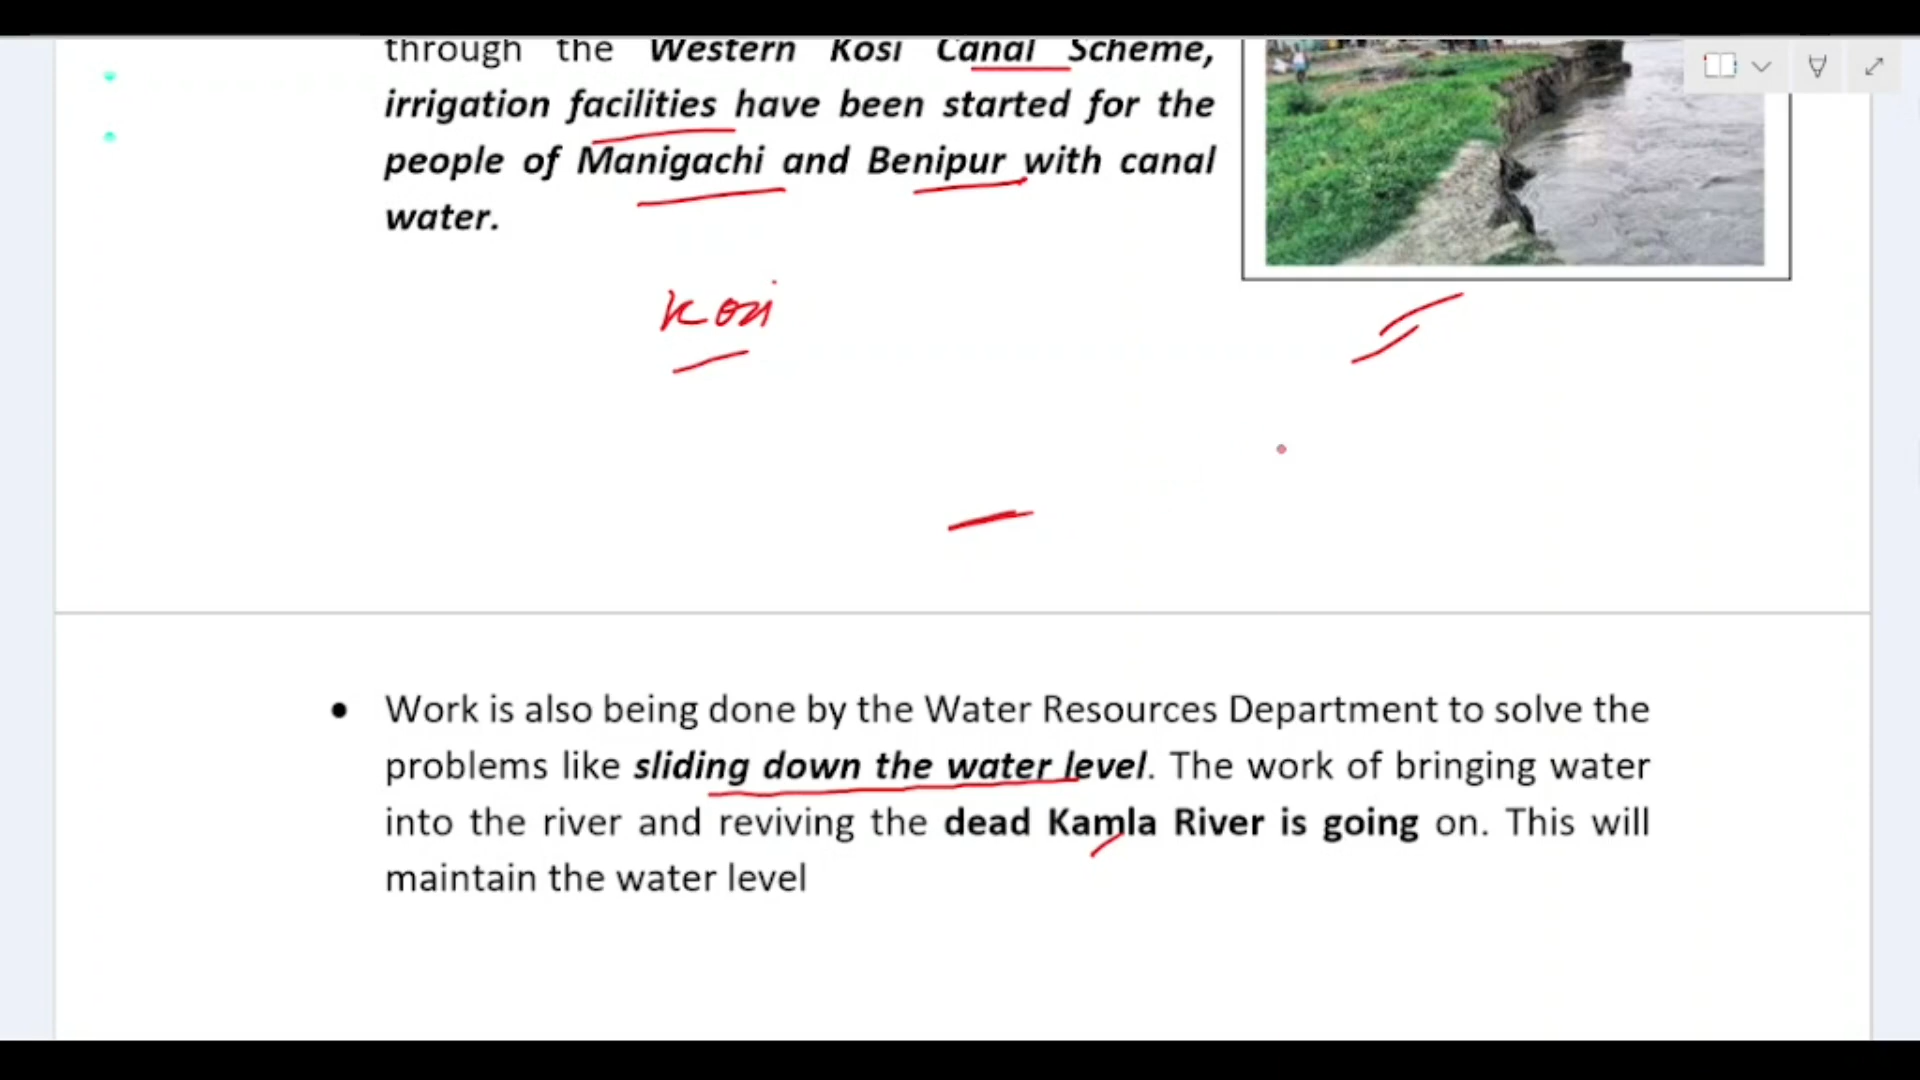 through the Western Kosi Canal Scheme,
irrigation facilities have been started for the
people of Manigachi and Benipur with canal
water.
Kosi
Work is also being done by the Water Resources Department to solve the
problems like sliding down the water level. The work of bringing water
into the river and reviving the dead Kamla River is going on. This will
maintain the water level